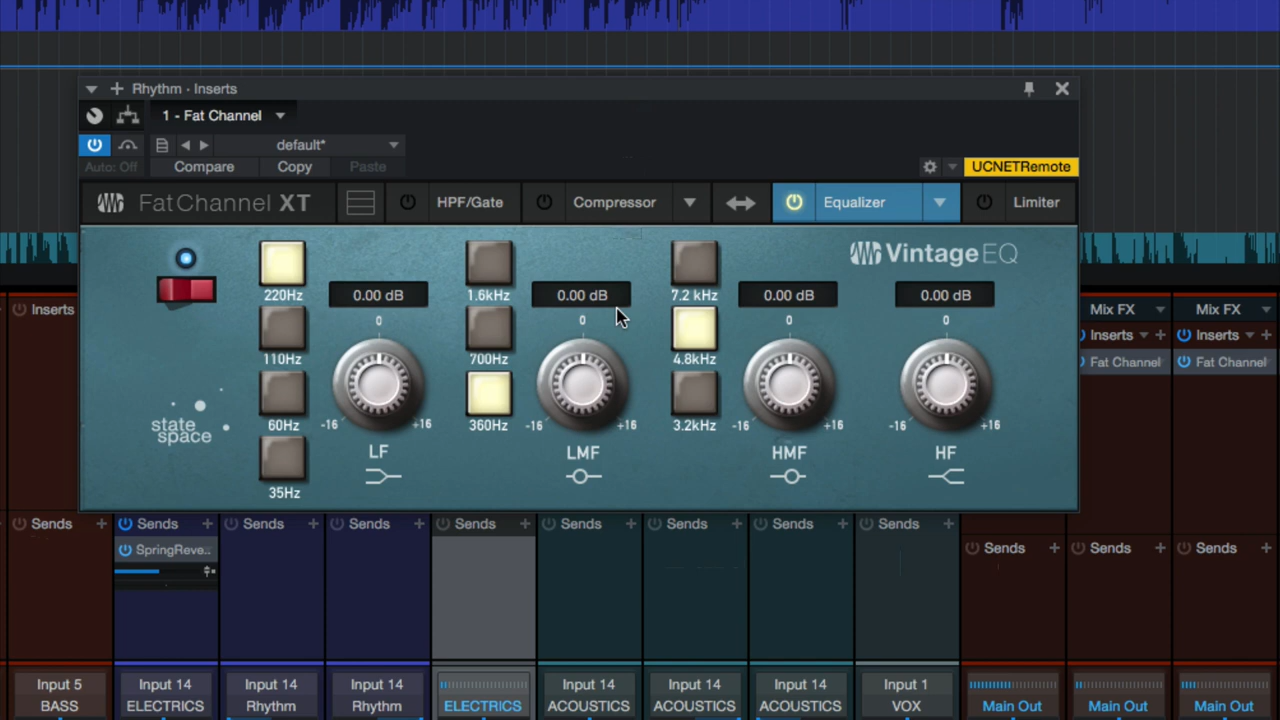 Rhythm · Inserts
1 - Fat Channel
default*
Auto: Off Compare Copy Paste
UCNETRemote
FatChannel XT HPF/Gate Compressor Equalizer Limiter
Vintage EQ
220Hz 0.00 dB 1.6kHz 0.00 dB 7.2 kHz 0.00 dB 0.00 dB
0 0 0 0
110Hz 700Hz 4.8kHz
-16 +16 -16 +16 -16 +16 -16 +16
60Hz 360Hz 3.2kHz
state
space
LF LMF HMF HF
35Hz
Inserts Mix FX Mix FX
Inserts Inserts
Fat Channel Fat Channel
Sends Sends Sends Sends Sends Sends Sends Sends Sends
Sends Sends Sends
SpringReve..
Input 5 Input 14 Input 14 Input 14 Input 14 Input 14 Input 14 Input 1
BASS ELECTRICS Rhythm Rhythm ELECTRICS ACOUSTICS ACOUSTICS ACOUSTICS VOX Main Out Main Out Main Out